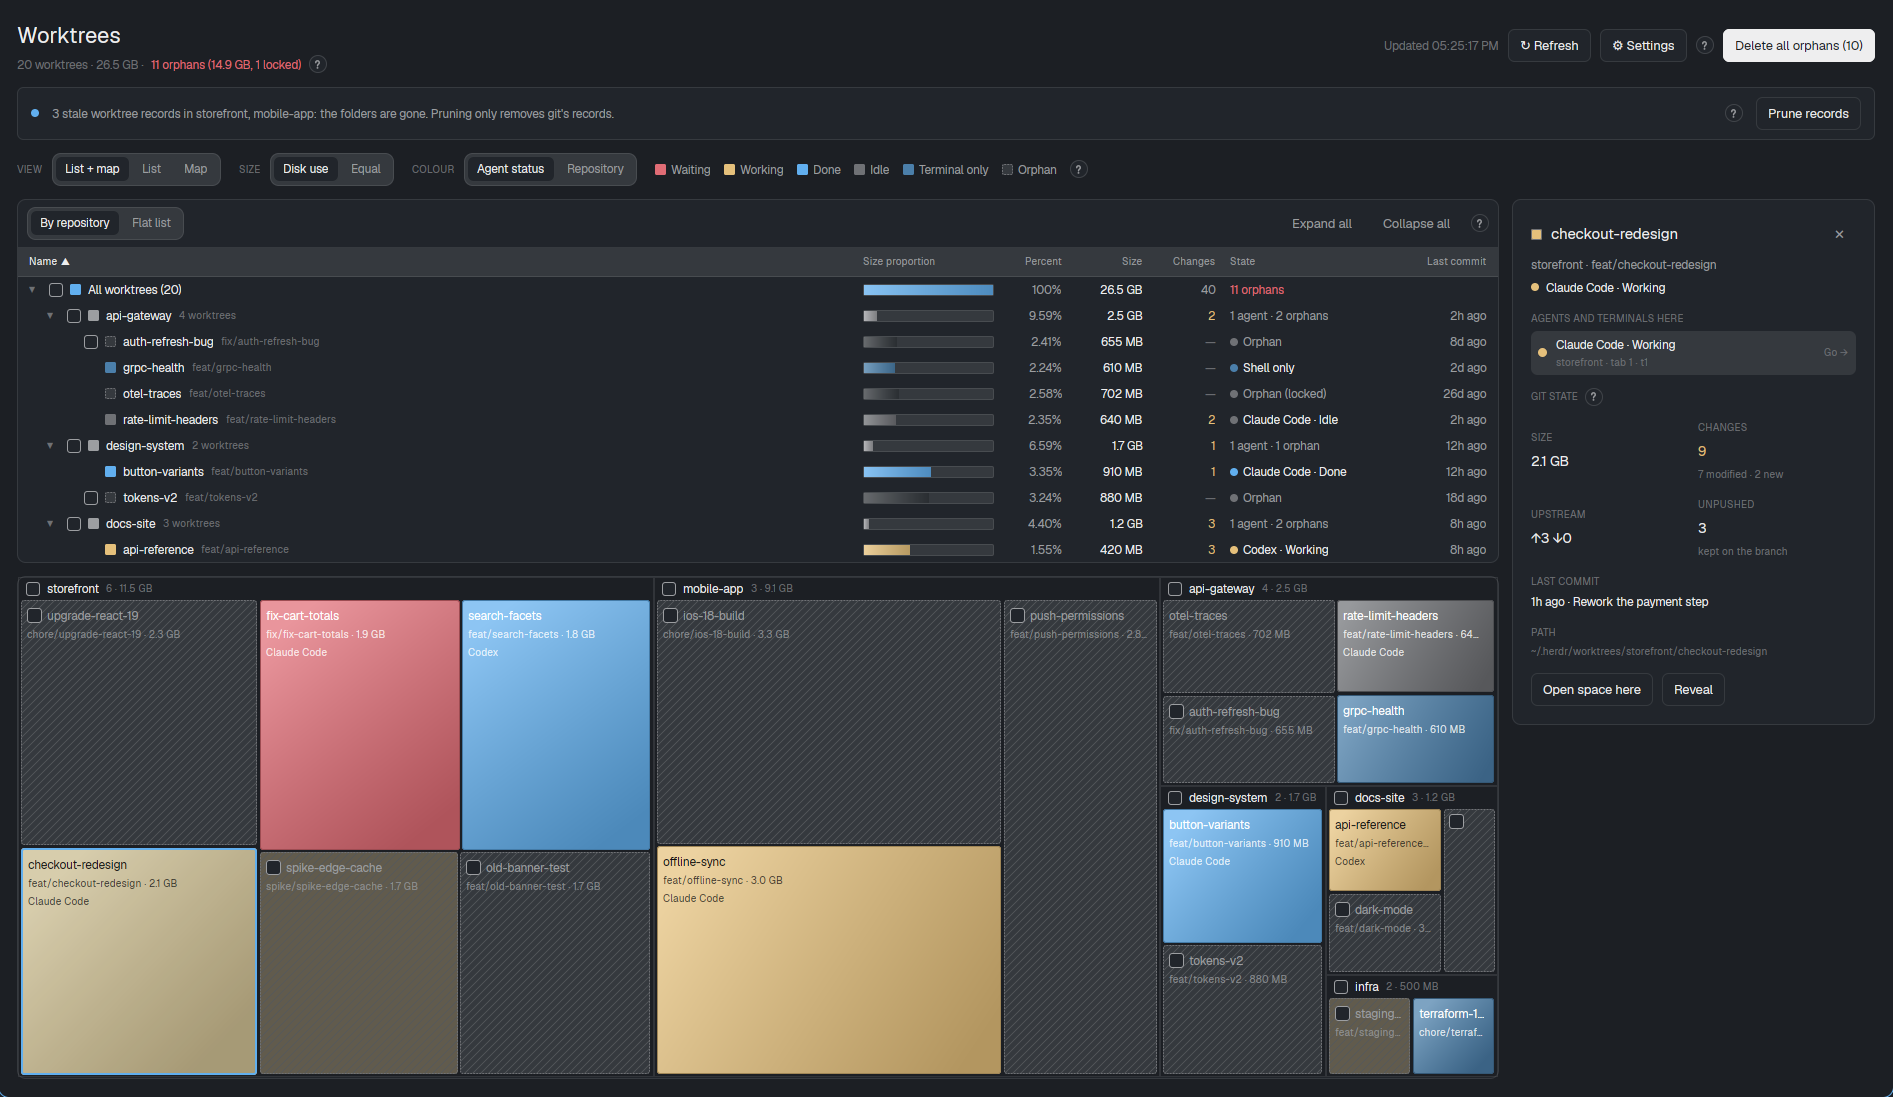 Worktrees
20 worktrees · 26.5 GB · 11 orphans (14.9 GB, 1 locked) ?
Updated 05:25:17 PM ↻ Refresh ⚙ Settings ? Delete all orphans (10)
3 stale worktree records in storefront, mobile-app: the folders are gone. Pruning only removes git's records. ? Prune records
VIEW List + map List Map SIZE Disk use Equal COLOUR Agent status Repository Waiting Working Done Idle Terminal only Orphan ?
By repository Flat list Expand all Collapse all ?
Name ▲ Size proportion Percent Size Changes State Last commit
▼ All worktrees (20) 100% 26.5 GB 40 11 orphans
▼ api-gateway 4 worktrees 9.59% 2.5 GB 2 1 agent · 2 orphans 2h ago
auth-refresh-bug fix/auth-refresh-bug 2.41% 655 MB — Orphan 8d ago
grpc-health feat/grpc-health 2.24% 610 MB — Shell only 2d ago
otel-traces feat/otel-traces 2.58% 702 MB — Orphan (locked) 26d ago
rate-limit-headers feat/rate-limit-headers 2.35% 640 MB 2 Claude Code · Idle 2h ago
▼ design-system 2 worktrees 6.59% 1.7 GB 1 1 agent · 1 orphan 12h ago
button-variants feat/button-variants 3.35% 910 MB 1 Claude Code · Done 12h ago
tokens-v2 feat/tokens-v2 3.24% 880 MB — Orphan 18d ago
▼ docs-site 3 worktrees 4.40% 1.2 GB 3 1 agent · 2 orphans 8h ago
api-reference feat/api-reference 1.55% 420 MB 3 Codex · Working 8h ago
storefront 6 · 11.5 GB
upgrade-react-19
chore/upgrade-react-19 · 2.3 GB
fix-cart-totals
fix/fix-cart-totals · 1.9 GB
Claude Code
search-facets
feat/search-facets · 1.8 GB
Codex
checkout-redesign
feat/checkout-redesign · 2.1 GB
Claude Code
spike-edge-cache
spike/spike-edge-cache · 1.7 GB
old-banner-test
feat/old-banner-test · 1.7 GB
mobile-app 3 · 9.1 GB
ios-18-build
chore/ios-18-build · 3.3 GB
push-permissions
feat/push-permissions · 2.8...
offline-sync
feat/offline-sync · 3.0 GB
Claude Code
api-gateway 4 · 2.5 GB
otel-traces
feat/otel-traces · 702 MB
rate-limit-headers
feat/rate-limit-headers · 64...
Claude Code
auth-refresh-bug
fix/auth-refresh-bug · 655 MB
grpc-health
feat/grpc-health · 610 MB
design-system 2 · 1.7 GB
button-variants
feat/button-variants · 910 MB
Claude Code
tokens-v2
feat/tokens-v2 · 880 MB
docs-site 3 · 1.2 GB
api-reference
feat/api-reference...
Codex
dark-mode
feat/dark-mode · 3...
infra 2 · 500 MB
staging...
feat/staging...
terraform-1...
chore/terraf...
checkout-redesign ×
storefront · feat/checkout-redesign
Claude Code · Working
AGENTS AND TERMINALS HERE
Claude Code · Working
storefront · tab 1 · t1
Go →
GIT STATE ?
SIZE
2.1 GB
CHANGES
9
7 modified · 2 new
UPSTREAM
↑3 ↓0
UNPUSHED
3
kept on the branch
LAST COMMIT
1h ago · Rework the payment step
PATH
~/.herdr/worktrees/storefront/checkout-redesign
Open space here Reveal